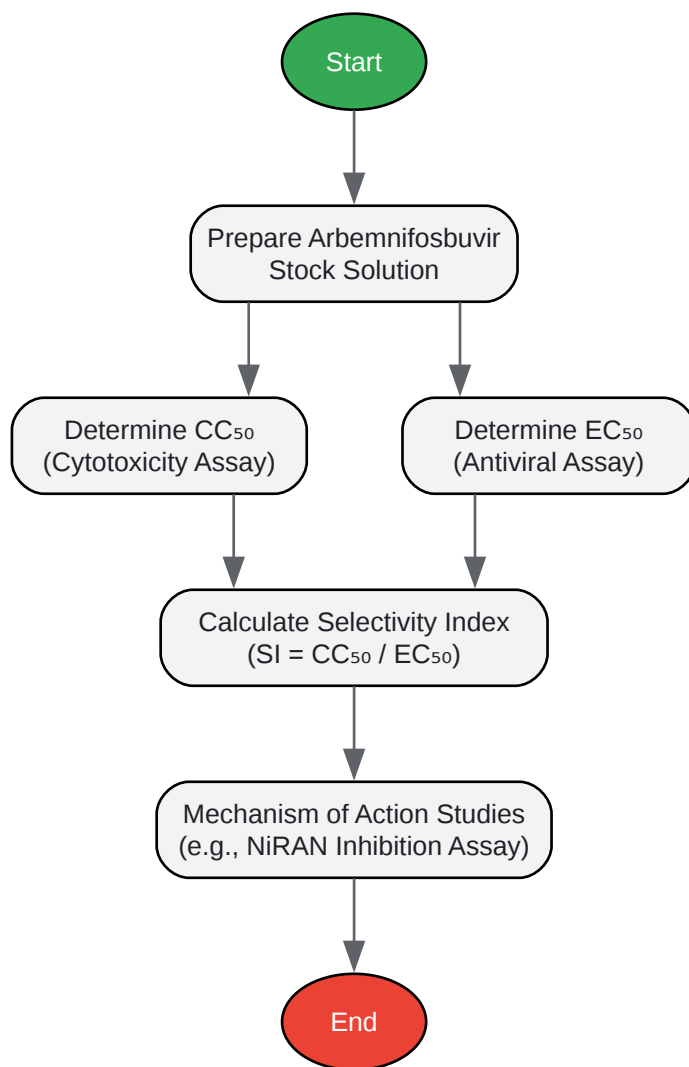 Start
Prepare Arbemnifosbuvir
Stock Solution
Determine CC₅₀
(Cytotoxicity Assay)
Determine EC₅₀
(Antiviral Assay)
Calculate Selectivity Index
(SI = CC₅₀ / EC₅₀)
Mechanism of Action Studies
(e.g., NiRAN Inhibition Assay)
End